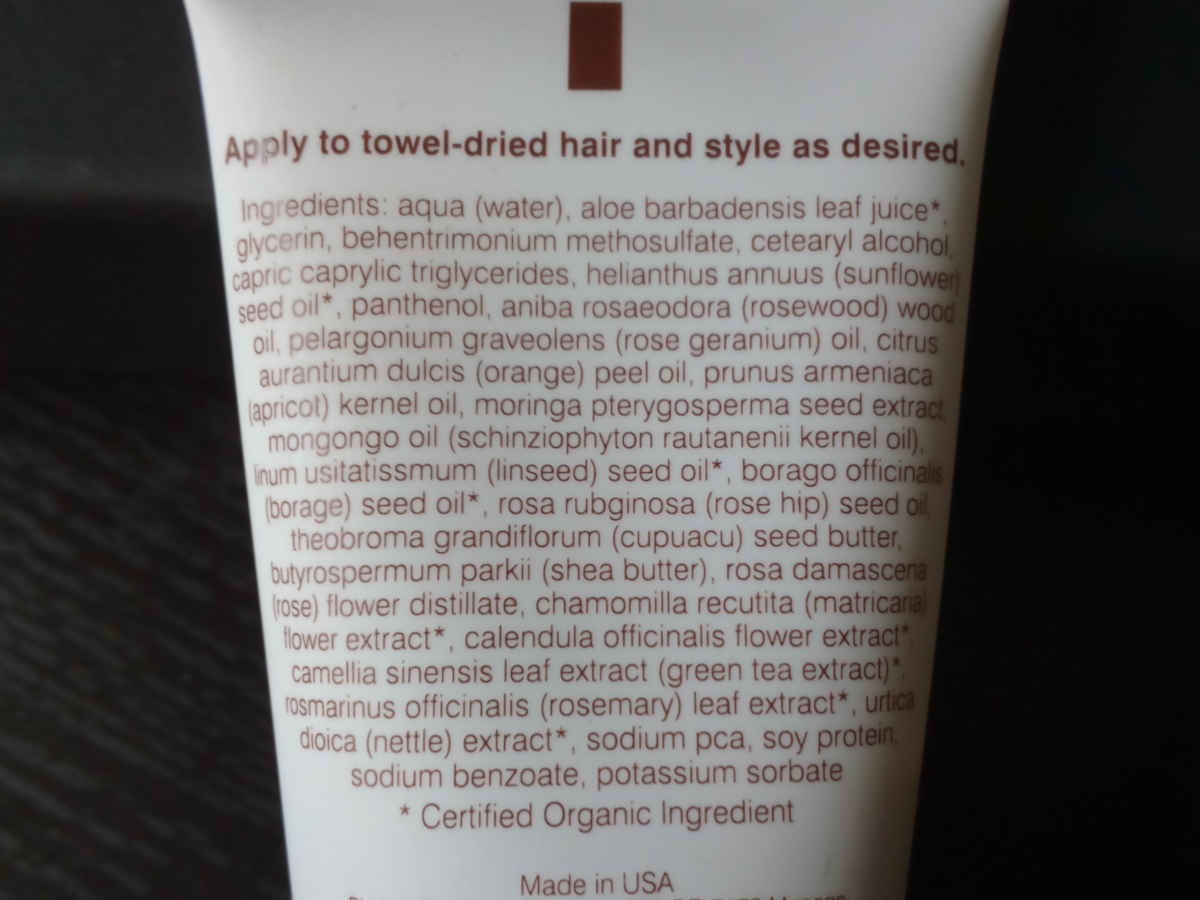 Apply to towel-dried hair and style as desired.
Ingredients: aqua (water), aloe barbadensis leaf juice*,
glycerin, behentrimonium methosulfate, cetearyl alcohol,
capric caprylic triglycerides, helianthus annuus (sunflower)
seed oil*, panthenol, aniba rosaeodora (rosewood) wood
oil, pelargonium graveolens (rose geranium) oil, citrus
aurantium dulcis (orange) peel oil, prunus armeniaca
(apricot) kernel oil, moringa pterygosperma seed extract,
mongongo oil (schinziophyton rautanenii kernel oil),
linum usitatissmum (linseed) seed oil*, borago officinalis
(borage) seed oil*, rosa rubginosa (rose hip) seed oil,
theobroma grandiflorum (cupuacu) seed butter,
butyrospermum parkii (shea butter), rosa damascena
(rose) flower distillate, chamomilla recutita (matricaria)
flower extract*, calendula officinalis flower extract*,
camellia sinensis leaf extract (green tea extract)*,
rosmarinus officinalis (rosemary) leaf extract*, urtica
dioica (nettle) extract*, sodium pca, soy protein,
sodium benzoate, potassium sorbate
* Certified Organic Ingredient
Made in USA